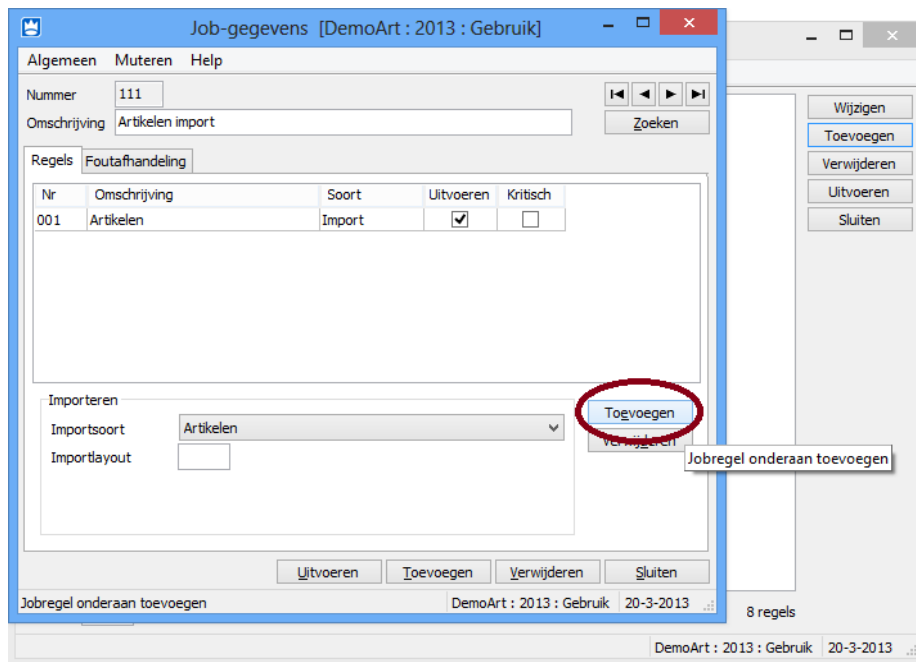 Job-gegevens [DemoArt : 2013 : Gebruik]
Algemeen Muteren Help
Nummer 111
Omschrijving Artikelen import
Zoeken
Regels Foutafhandeling
Nr Omschrijving Soort Uitvoeren Kritisch
001 Artikelen Import
Importeren
Importsoort Artikelen
Importlayout
Toevoegen
Verwijderen
Jobregel onderaan toevoegen
Uitvoeren Toevoegen Verwijderen Sluiten
Jobregel onderaan toevoegen DemoArt : 2013 : Gebruik 20-3-2013
Wijzigen
Toevoegen
Verwijderen
Uitvoeren
Sluiten
8 regels
DemoArt : 2013 : Gebruik 20-3-2013